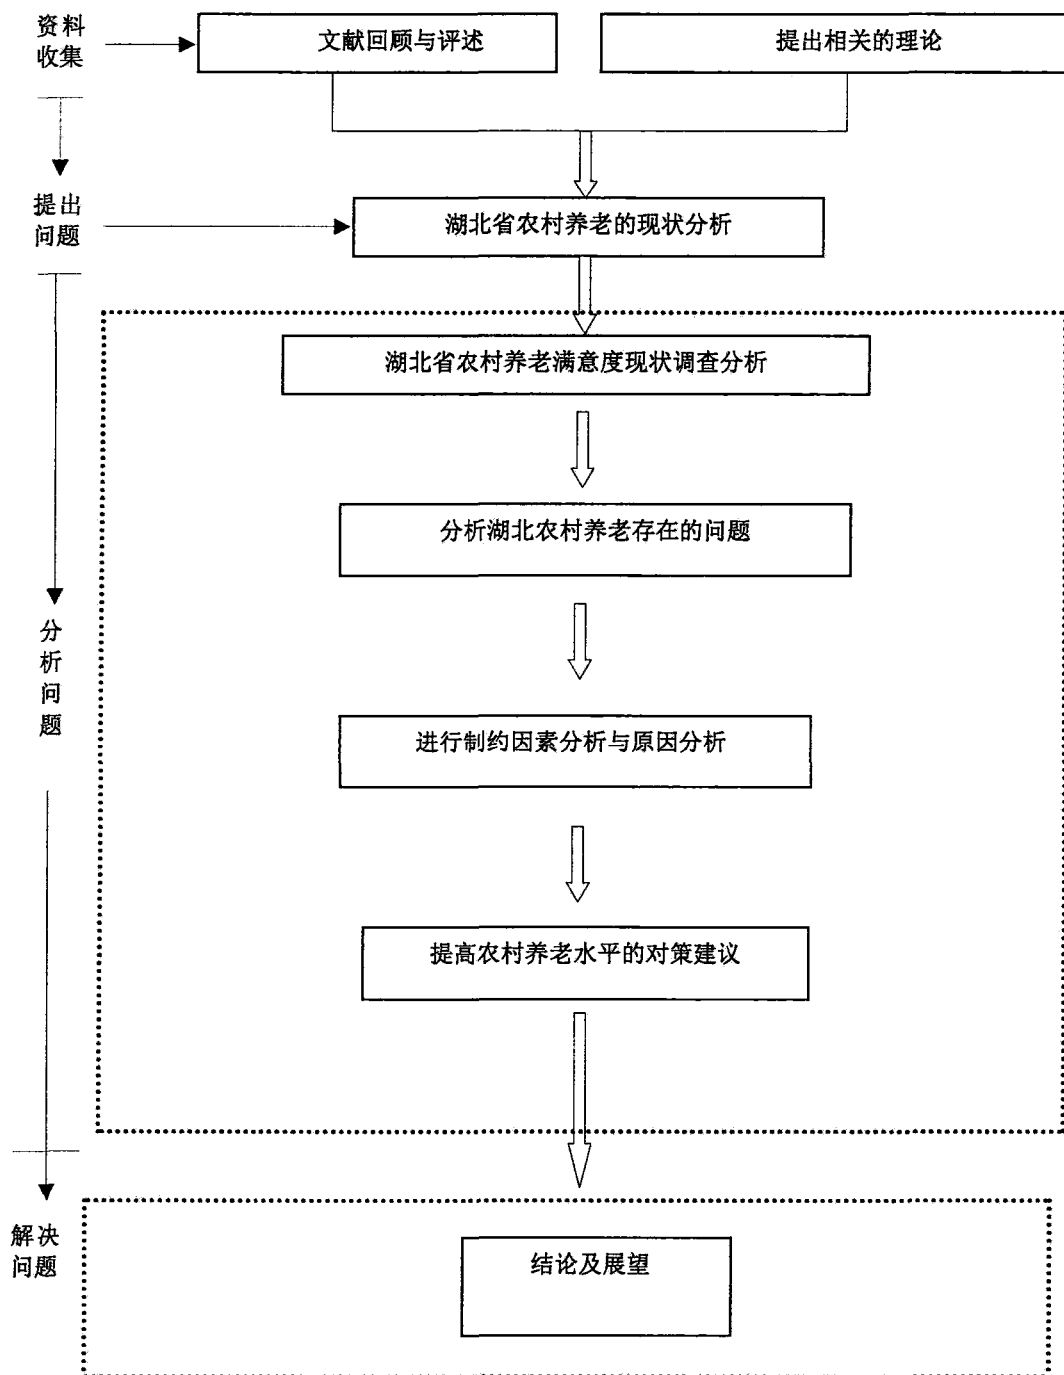 资料
收集
文献回顾与评述
提出相关的理论
提出
问题
湖北省农村养老的现状分析
湖北省农村养老满意度现状调查分析
分析湖北农村养老存在的问题
分
析
问
题
进行制约因素分析与原因分析
提高农村养老水平的对策建议
解决
问题
结论及展望